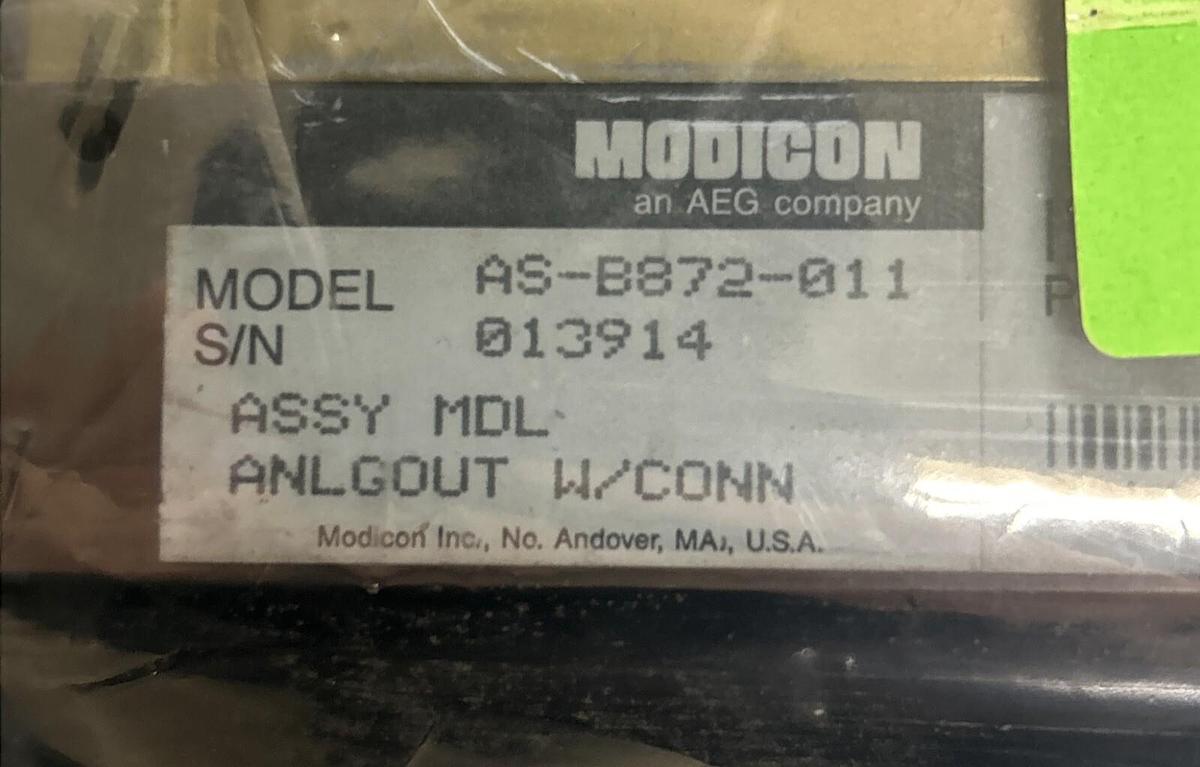 MODICON
an AEG company
MODEL AS-B872-011
S/N 013914
ASSY MDL
ANLGOUT W/CONN
Modicon Inc., No. Andover, MA., U.S.A.